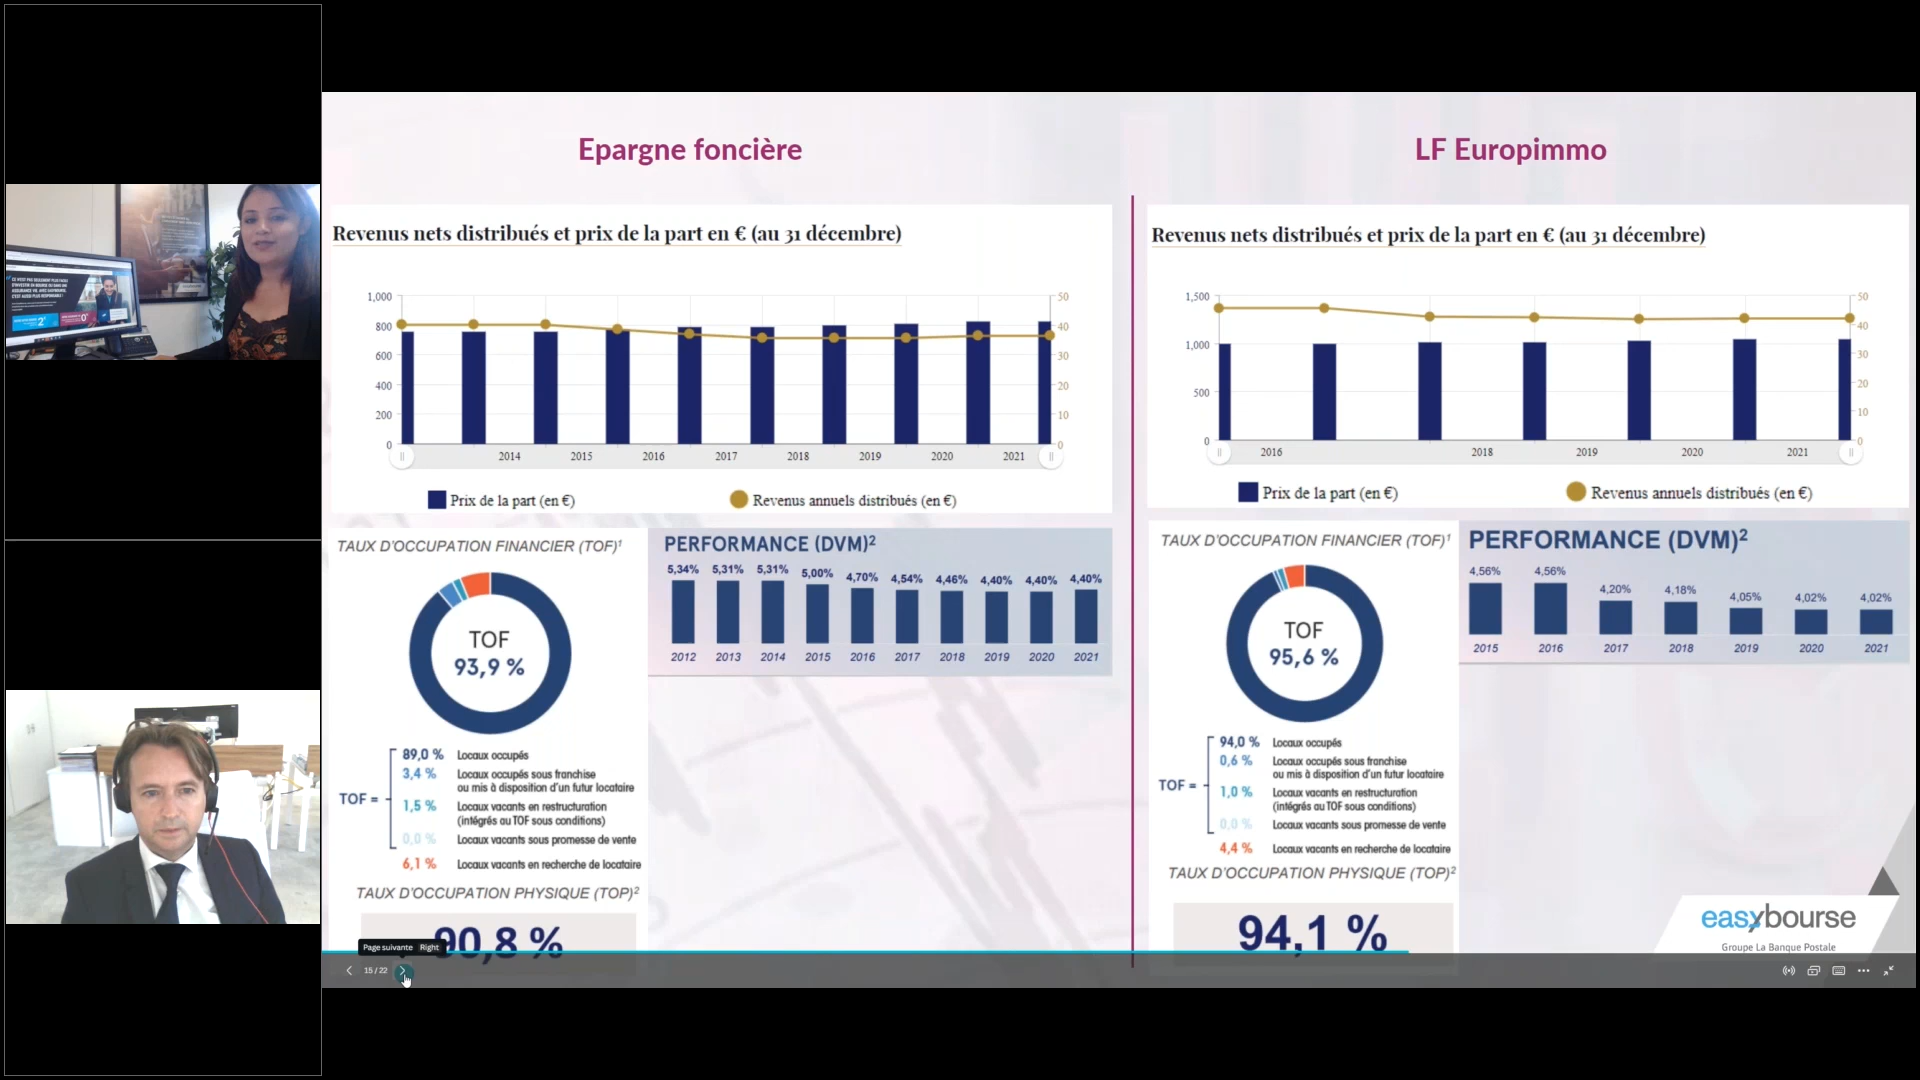 Epargne foncière
Revenus nets distribués et prix de la part en € (au 31 décembre)
1,000
800
600
400
200
0
50
40
30
20
10
0
2014 2015 2016 2017 2018 2019 2020 2021
Prix de la part (en €) Revenus annuels distribués (en €)
TAUX D'OCCUPATION FINANCIER (TOF)¹
TOF
93,9 %
TOF =
89,0 % Locaux occupés
3,4 % Locaux occupés sous franchise
ou mis à disposition d'un futur locataire
1,5 % Locaux vacants en restructuration
(intégrés au TOF sous conditions)
0,0 % Locaux vacants sous promesse de vente
6,1 % Locaux vacants en recherche de locataire
TAUX D'OCCUPATION PHYSIQUE (TOP)²
90,8 %
PERFORMANCE (DVM)²
5,34% 5,31% 5,31% 5,00% 4,70% 4,54% 4,46% 4,40% 4,40% 4,40%
2012 2013 2014 2015 2016 2017 2018 2019 2020 2021
LF Europimmo
Revenus nets distribués et prix de la part en € (au 31 décembre)
1,500
1,000
500
0
50
40
30
20
10
0
2016 2018 2019 2020 2021
Prix de la part (en €) Revenus annuels distribués (en €)
TAUX D'OCCUPATION FINANCIER (TOF)¹
TOF
95,6 %
TOF =
94,0 % Locaux occupés
0,6 % Locaux occupés sous franchise
ou mis à disposition d'un futur locataire
1,0 % Locaux vacants en restructuration
(intégrés au TOF sous conditions)
0,0 % Locaux vacants sous promesse de vente
4,4 % Locaux vacants en recherche de locataire
TAUX D'OCCUPATION PHYSIQUE (TOP)²
94,1 %
PERFORMANCE (DVM)²
4,56% 4,56% 4,20% 4,18% 4,05% 4,02% 4,02%
2015 2016 2017 2018 2019 2020 2021
easybourse
Groupe La Banque Postale
Page suivante Right
15 / 22